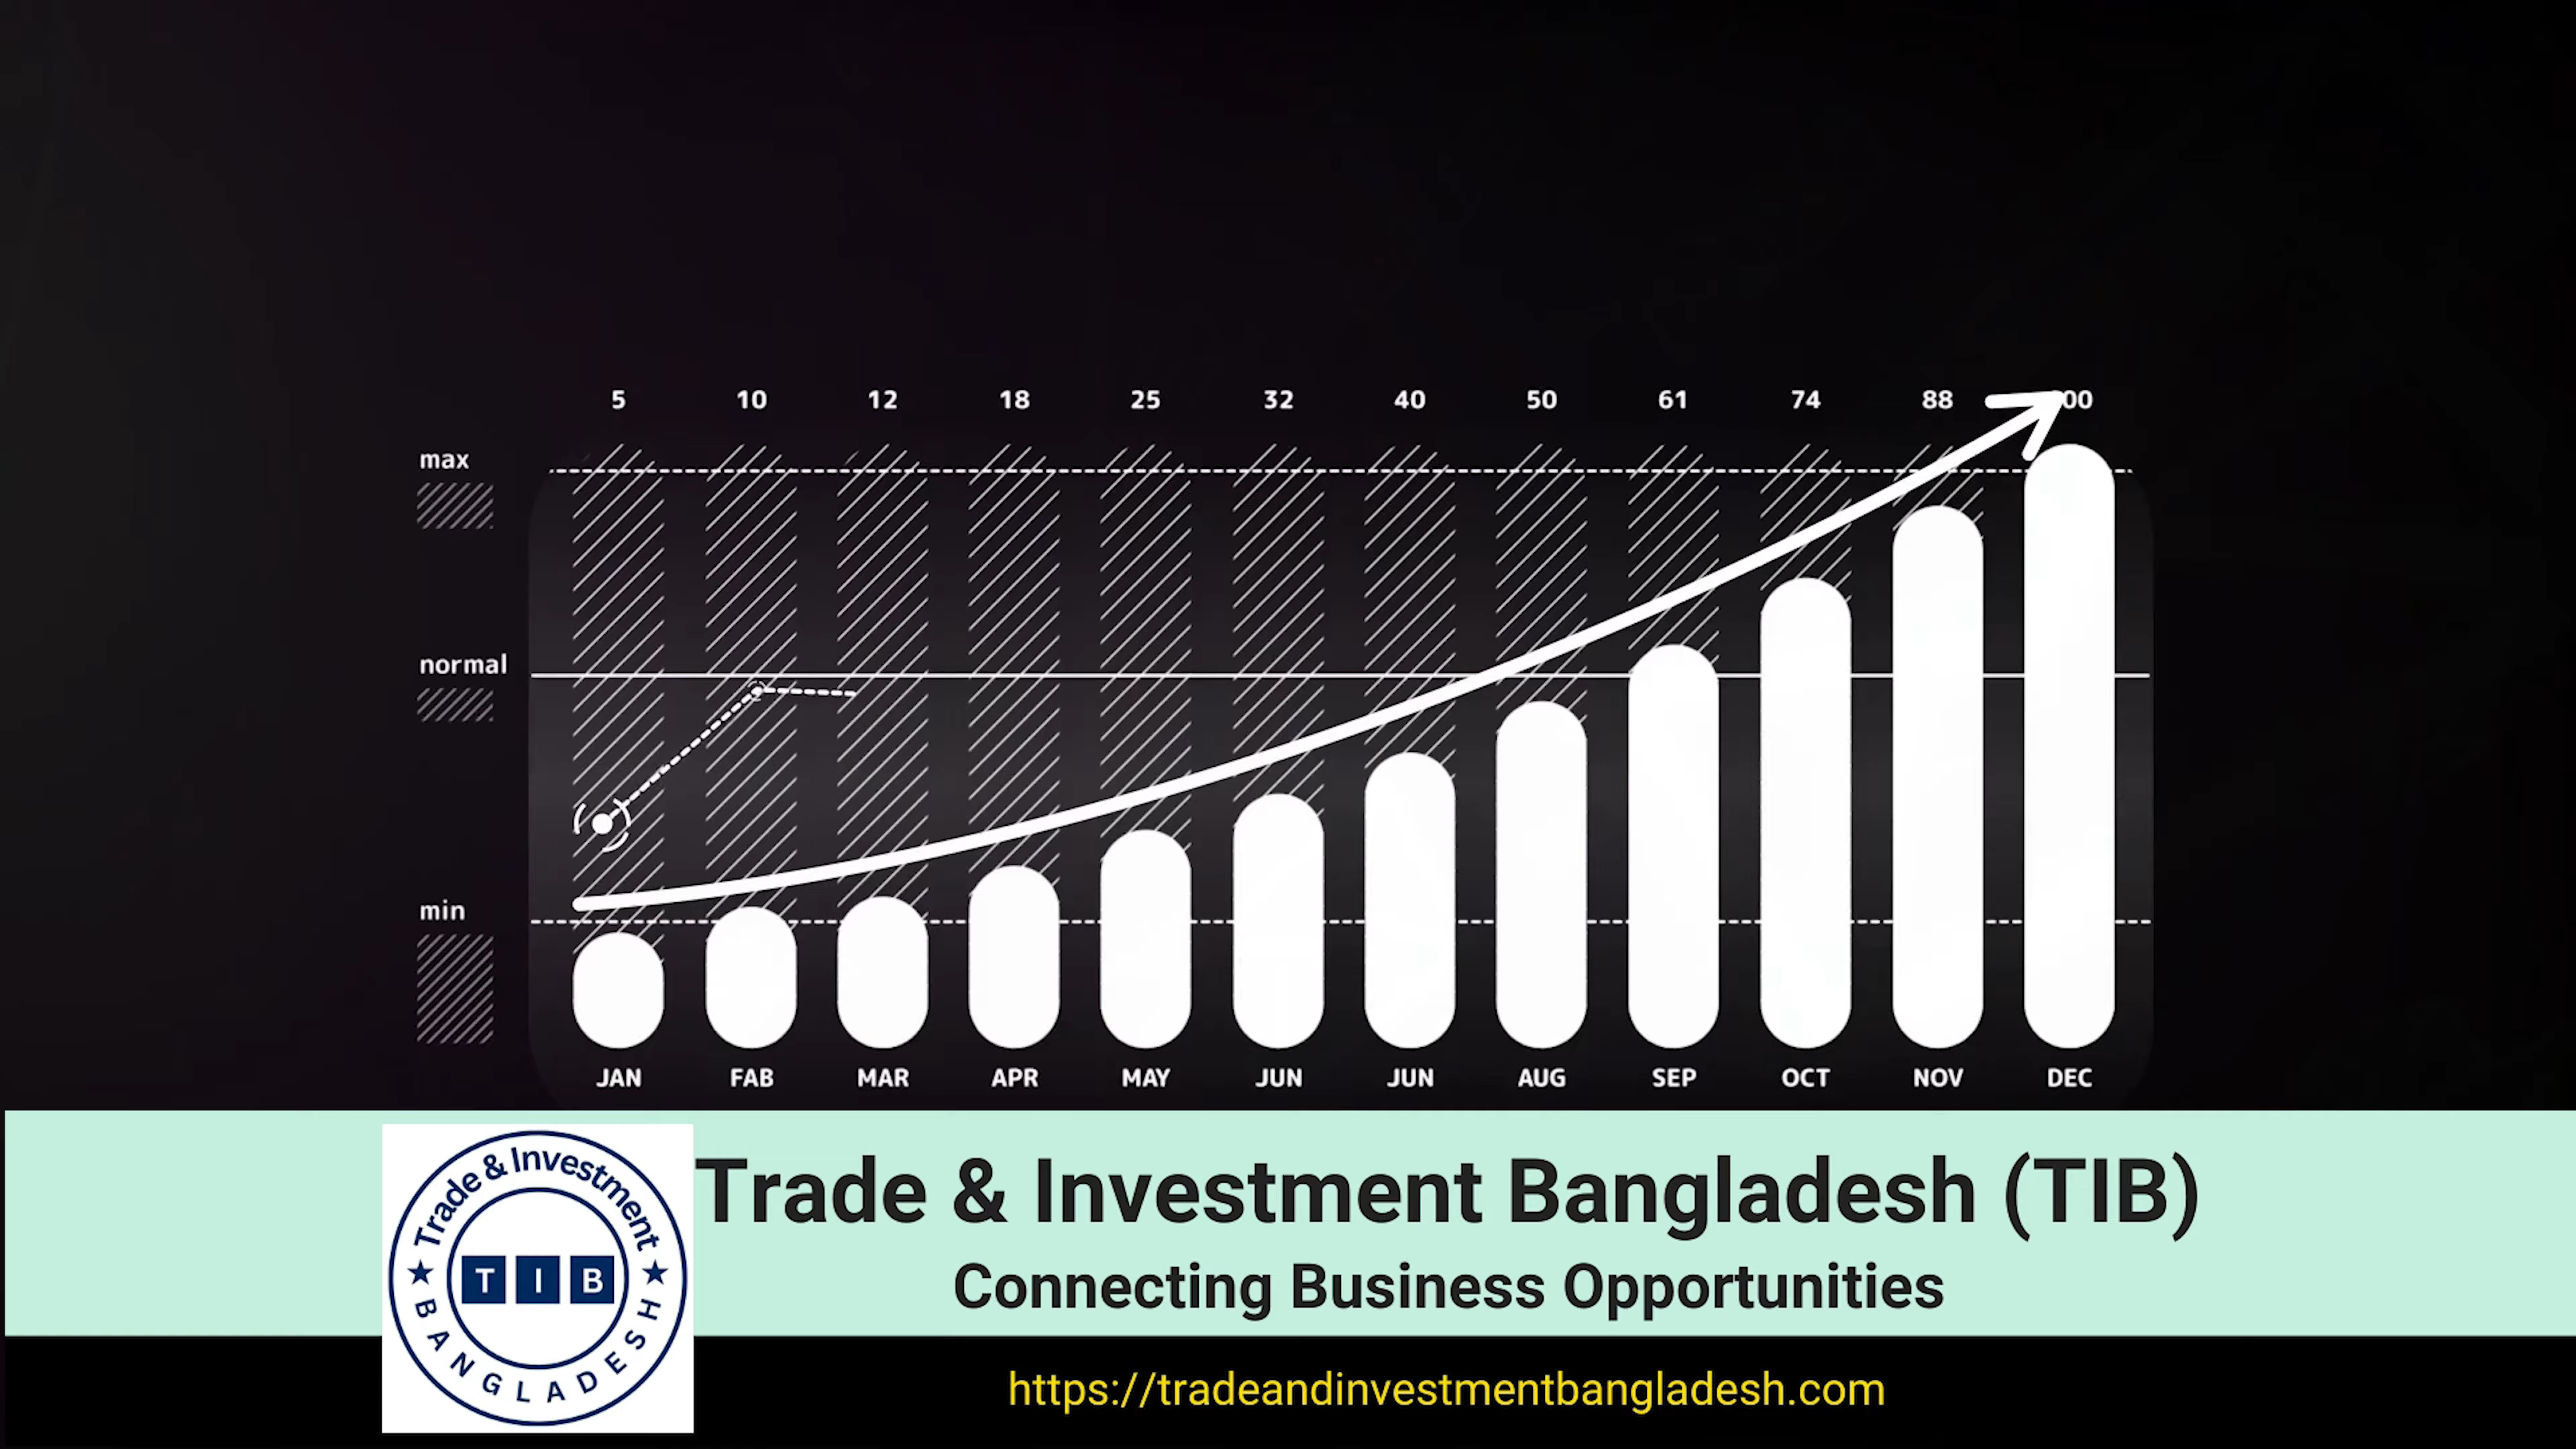 5 10 12 18 25 32 40 50 61 74 88 00
max
normal
min
JAN FAB MAR APR MAY JUN JUN AUG SEP OCT NOV DEC
Trade & Investment
T I B
BANGLADESH
Trade & Investment Bangladesh (TIB)
Connecting Business Opportunities
https://tradeandinvestmentbangladesh.com